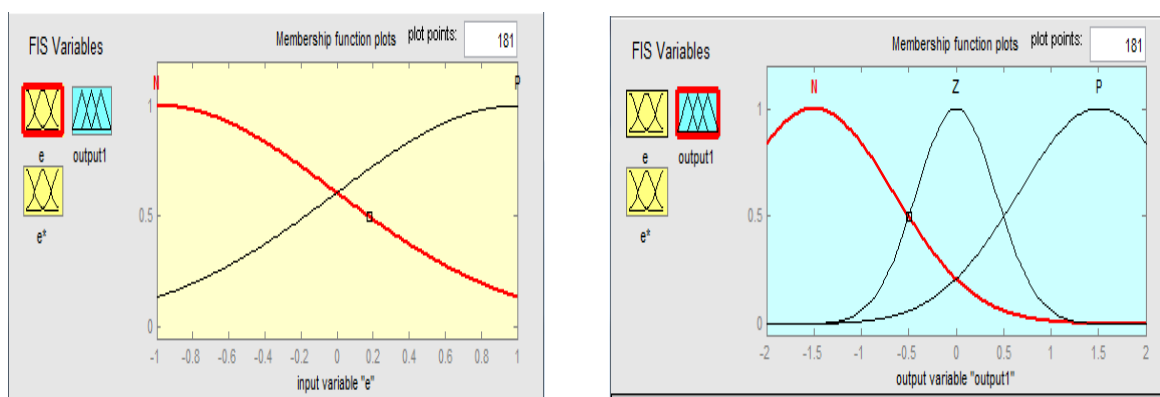 FIS Variables
Membership function plots plot points: 181
N P
1
e output1
0.5
e*
0
-1 -0.8 -0.6 -0.4 -0.2 0 0.2 0.4 0.6 0.8 1
input variable "e"
FIS Variables
Membership function plots plot points: 181
N Z P
1
e output1
0.5
e*
0
-2 -1.5 -1 -0.5 0 0.5 1 1.5 2
output variable "output1"